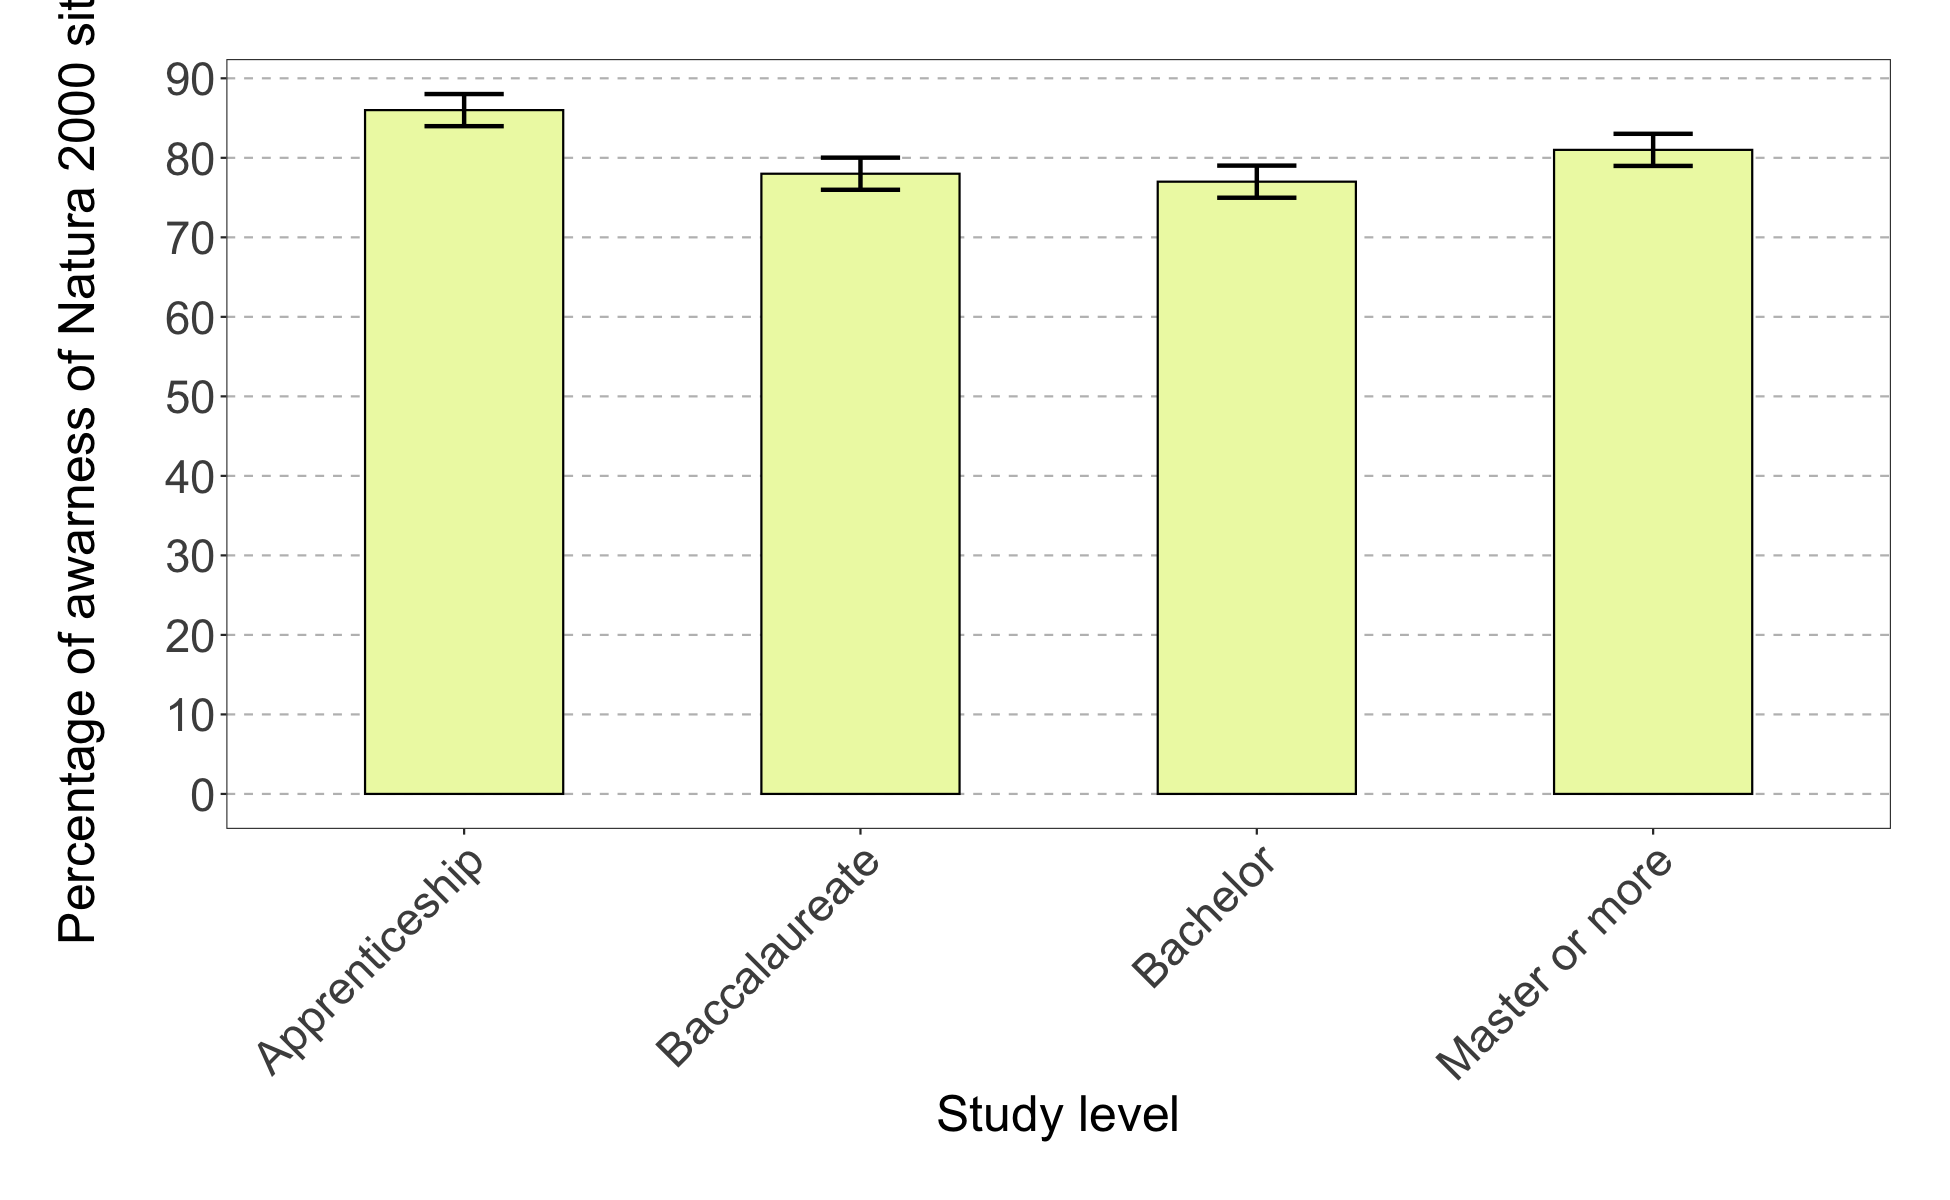 Percentage of awarness of Natura 2000
90
80
70
60
50
40
30
20
10
0
Apprenticeship
Baccalaureate
Bachelor
Master or more
Study level